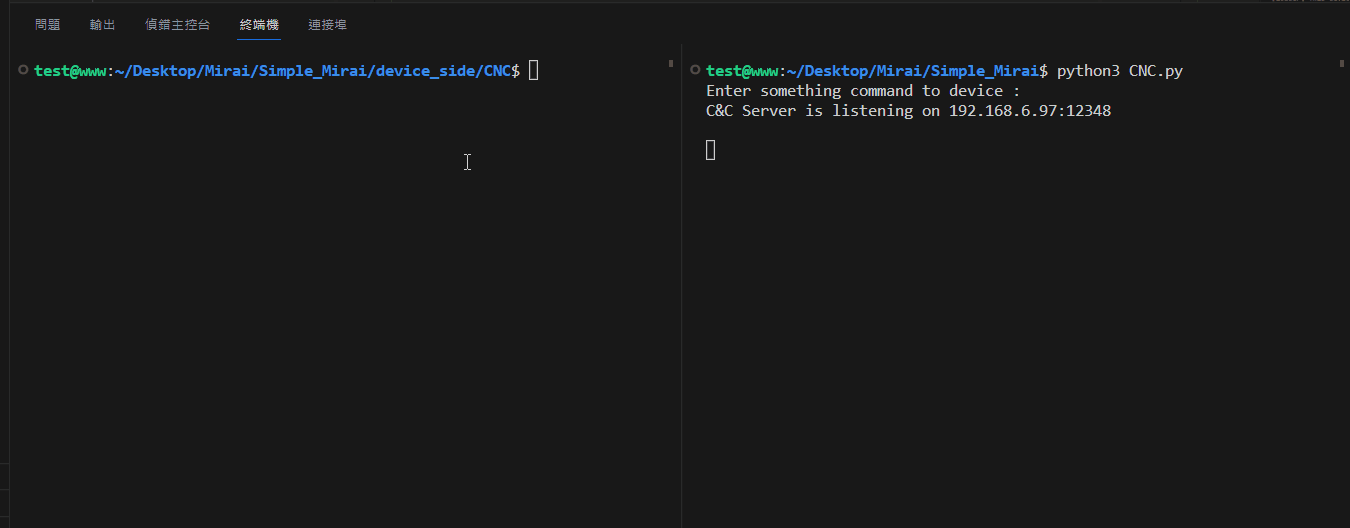 問題 輸出 偵錯主控台 終端機 連接埠
test@www:~/Desktop/Mirai/Simple_Mirai/device_side/CNC$
test@www:~/Desktop/Mirai/Simple_Mirai$ python3 CNC.py
Enter something command to device :
C&C Server is listening on 192.168.6.97:12348